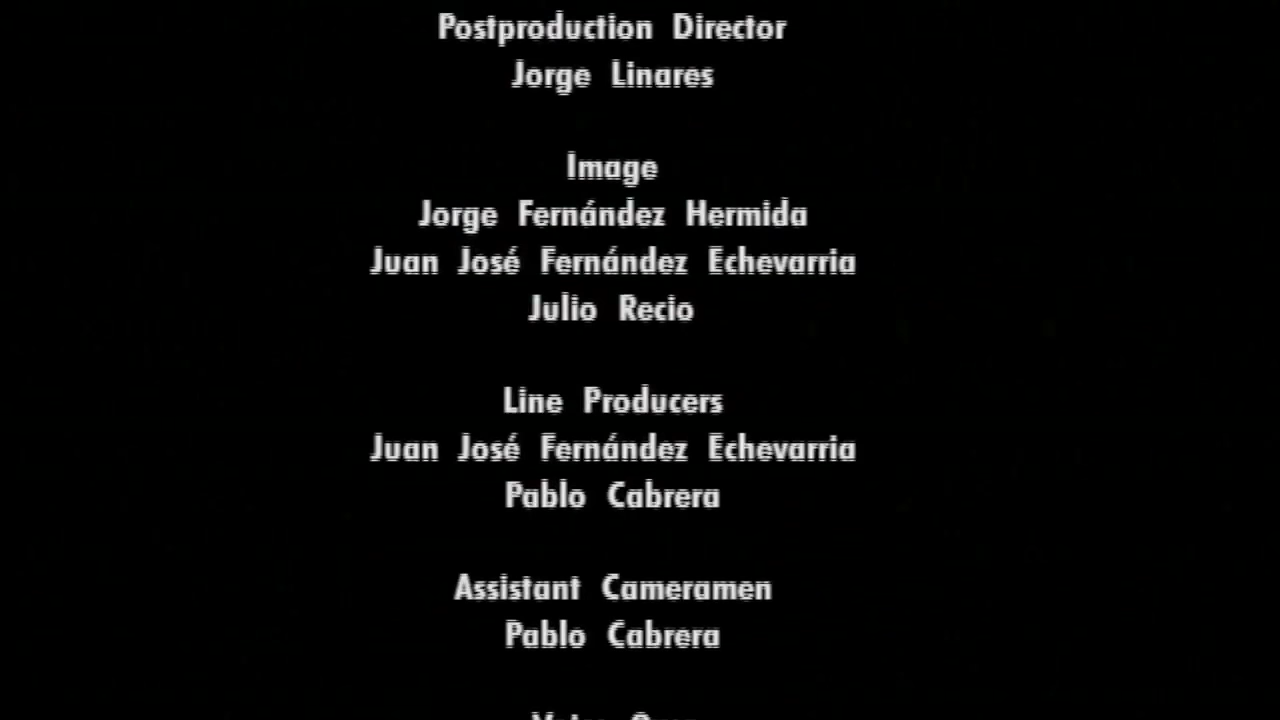 Postproduction Director
Jorge Linares
Image
Jorge Fernández Hermida
Juan José Fernández Echevarria
Julio Recio
Line Producers
Juan José Fernández Echevarria
Pablo Cabrera
Assistant Cameramen
Pablo Cabrera